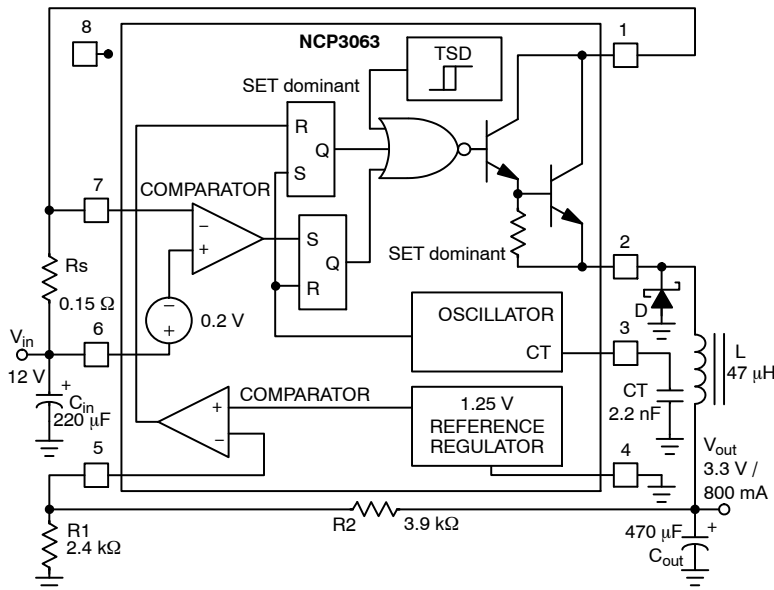 8
NCP3063
1
TSD
SET dominant
R
Q
S
7
COMPARATOR
−
+
S
Q
R
SET dominant
2
Rs
0.15 Ω
D
−
+
0.2 V
OSCILLATOR
CT
3
L
47 μH
Vin
12 V
6
+
Cin
220 μF
CT
2.2 nF
COMPARATOR
+
−
1.25 V
REFERENCE
REGULATOR
5
4
Vout
3.3 V /
800 mA
R1
2.4 kΩ
R2
3.9 kΩ
470 μF
+
Cout